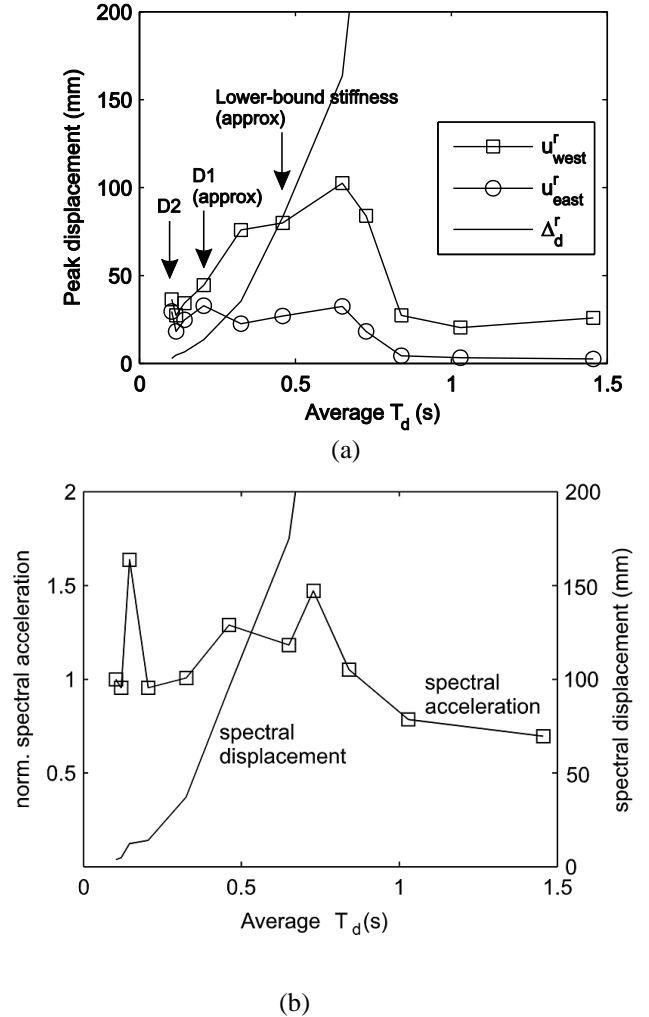 200
150
100
50
0
Peak displacement (mm)
Lower-bound stiffness
(approx)
D1
(approx)
D2
u^r_west
u^r_east
Δ^r_d
0 0.5 1 1.5
Average T_d (s)
(a)
2
1.5
1
0.5
norm. spectral acceleration
200
150
100
50
0
spectral displacement (mm)
spectral
acceleration
spectral
displacement
0 0.5 1 1.5
Average T_d(s)
(b)